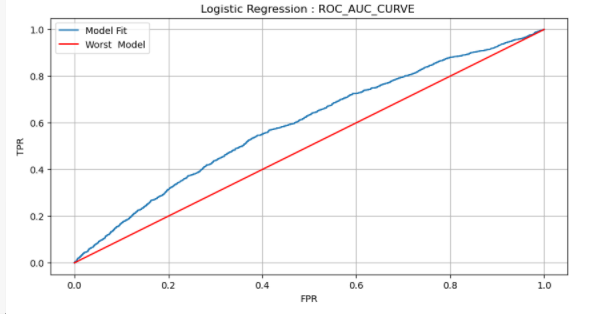 Logistic Regression : ROC_AUC_CURVE
Model Fit
Worst  Model
1.0
0.8
0.6
0.4
0.2
0.0
TPR
0.0 0.2 0.4 0.6 0.8 1.0
FPR